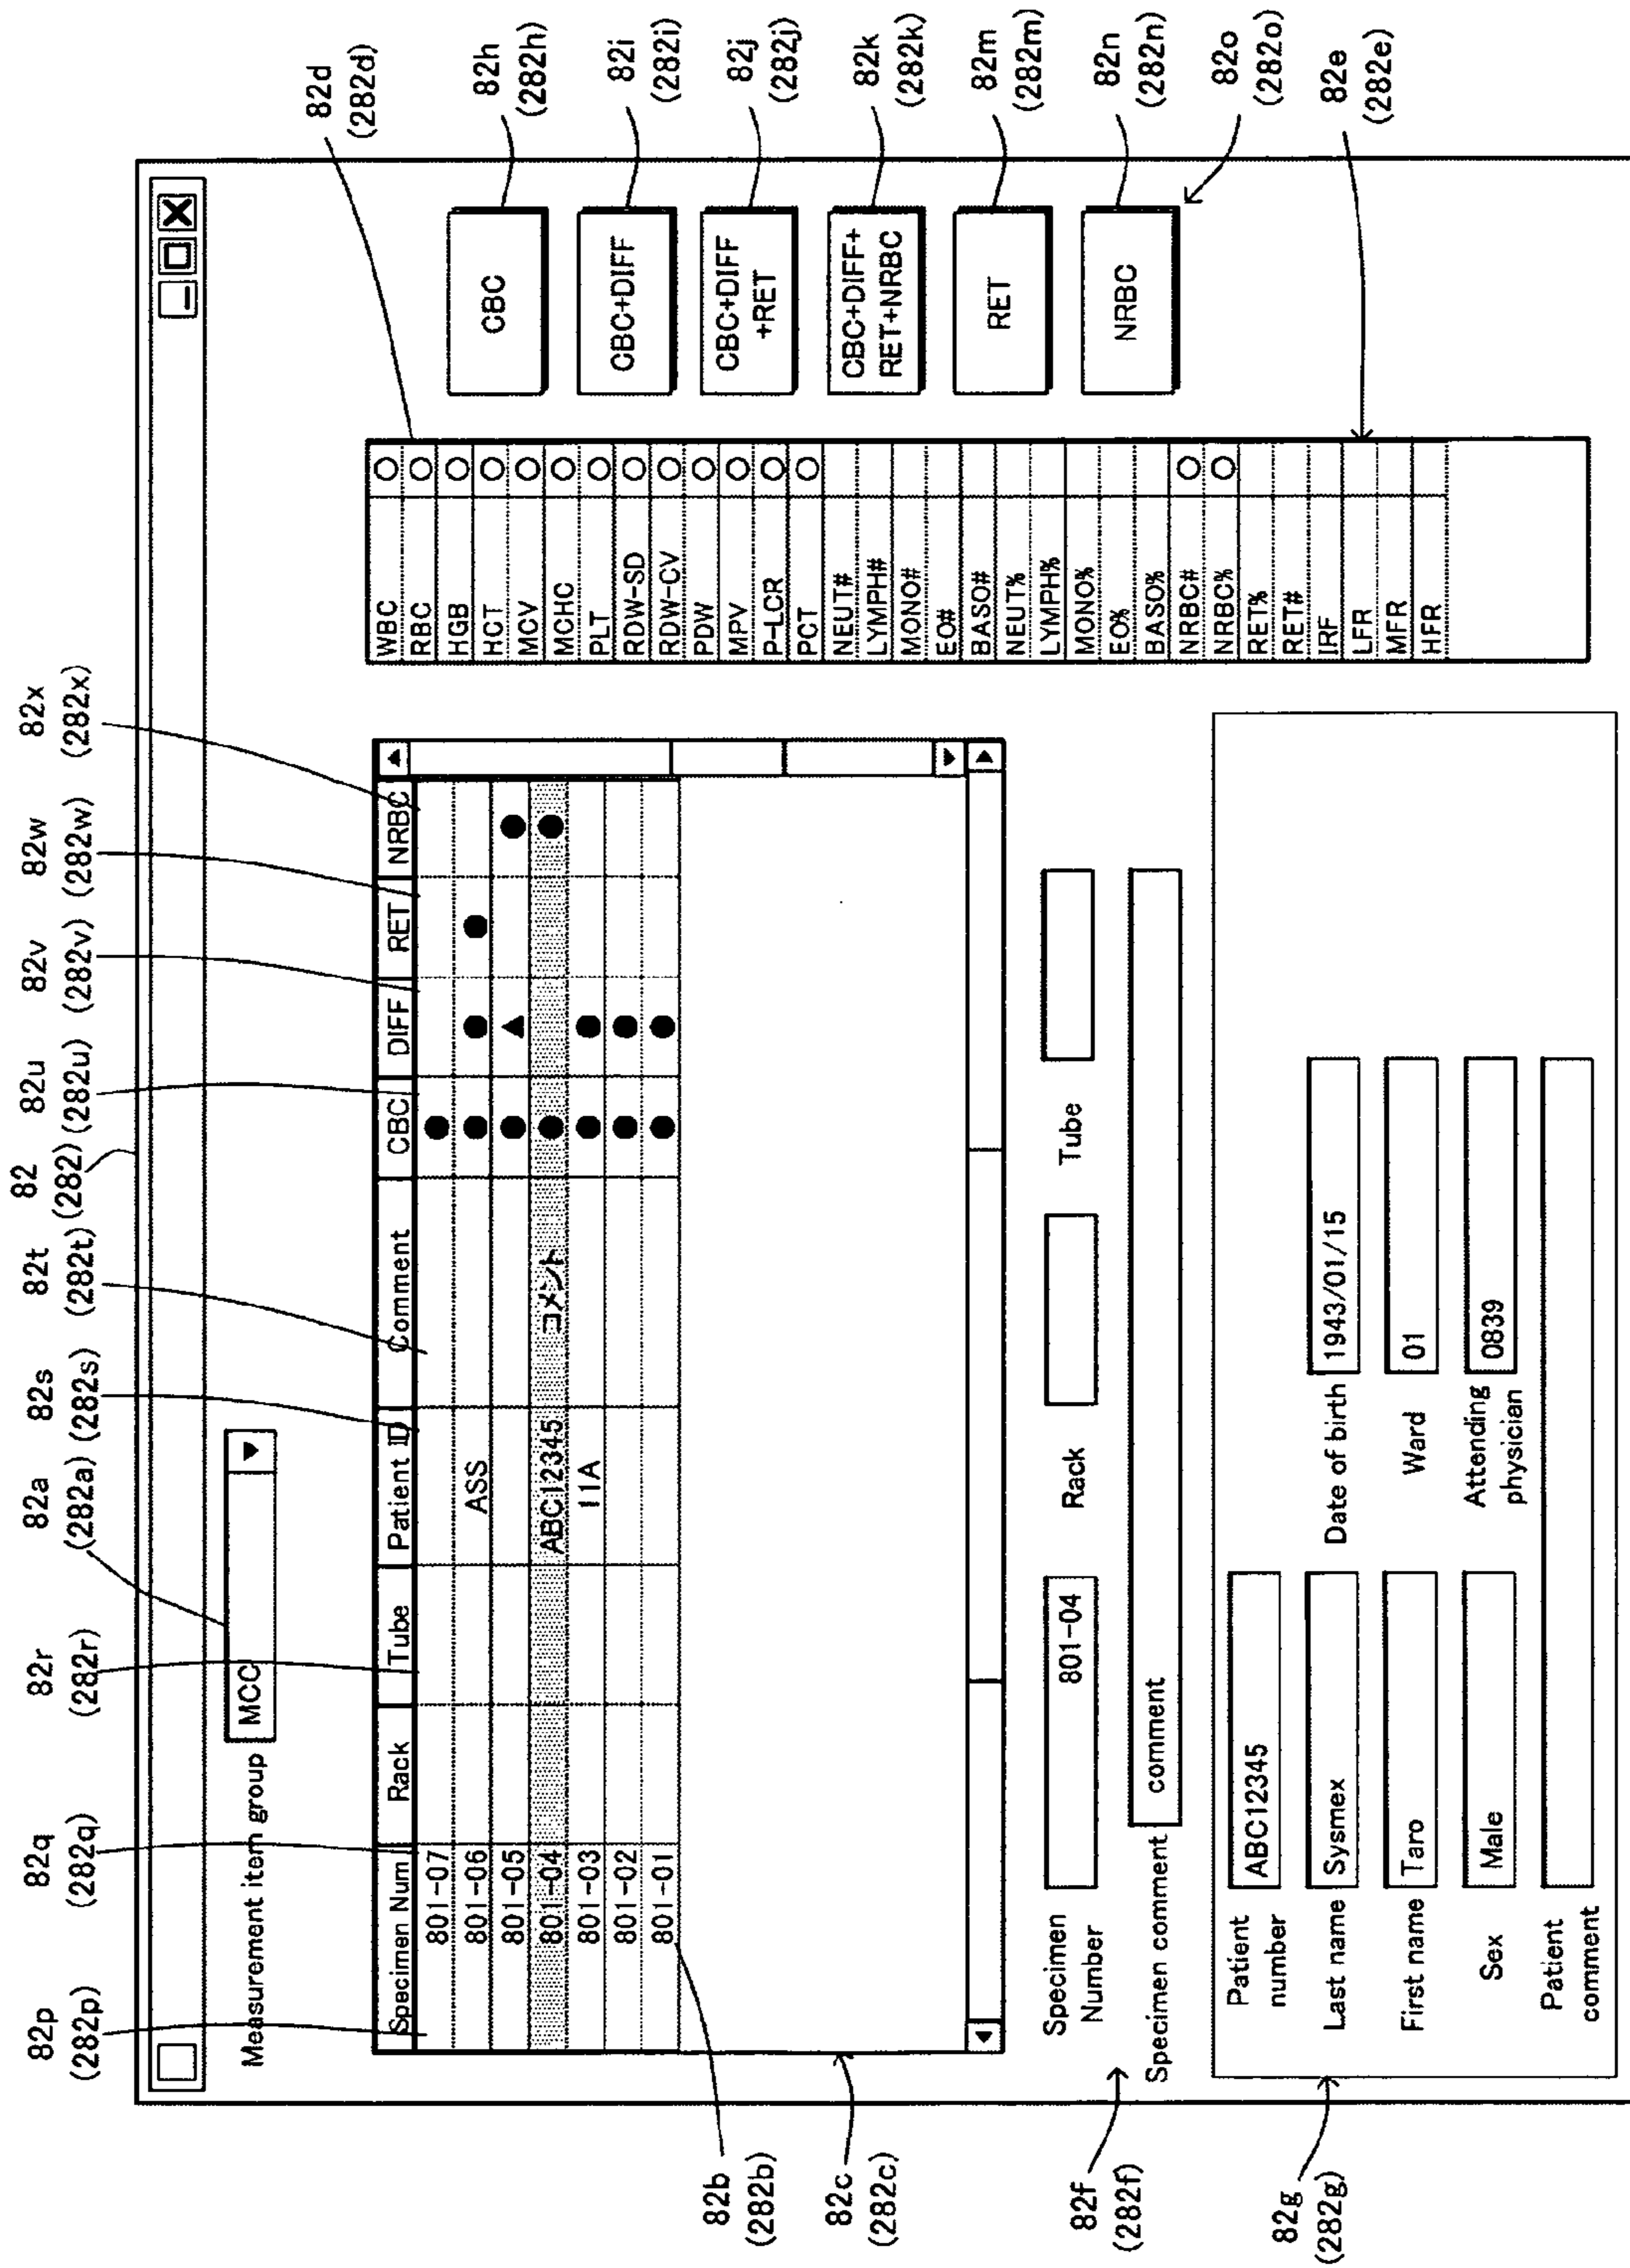 82p (282p)
82q (282q)
82r (282r)
82a (282a)
82s (282s)
82t (282t)
82 (282)
82u (282u)
82v (282v)
82w (282w)
82x (282x)
Measurement item group MCC
Specimen Num Rack Tube Patient ID Comment CBC DIFF RET NRBC
801-07 ●
801-06 ASS ● ● ●
801-05 ● ▲ ●
801-04 ABC12345 コメント ● ●
801-03 11A ● ●
801-02 ● ●
801-01 ● ●
82b (282b)
82c (282c)
82d (282d)
WBC ○
RBC ○
HGB ○
HCT ○
MCV ○
MCHC ○
PLT ○
RDW-SD ○
RDW-CV ○
PDW ○
MPV ○
P-LCR ○
PCT ○
NEUT#
LYMPH#
MONO#
EO#
BASO#
NEUT%
LYMPH%
MONO%
EO%
BASO%
NRBC# ○
NRBC% ○
RET%
RET#
IRF
LFR
MFR
HFR
CBC
82h (282h)
CBC+DIFF
82i (282i)
CBC+DIFF
+RET
82j (282j)
CBC+DIFF+
RET+NRBC
82k (282k)
RET
82m (282m)
NRBC
82n (282n)
82o (282o)
82e (282e)
Specimen
Number 801-04 Rack Tube
82f (282f)
Specimen comment comment
82g (282g)
Patient
number ABC12345
Last name Sysmex Date of birth 1943/01/15
First name Taro Ward 01
Sex Male Attending
physician 0839
Patient
comment